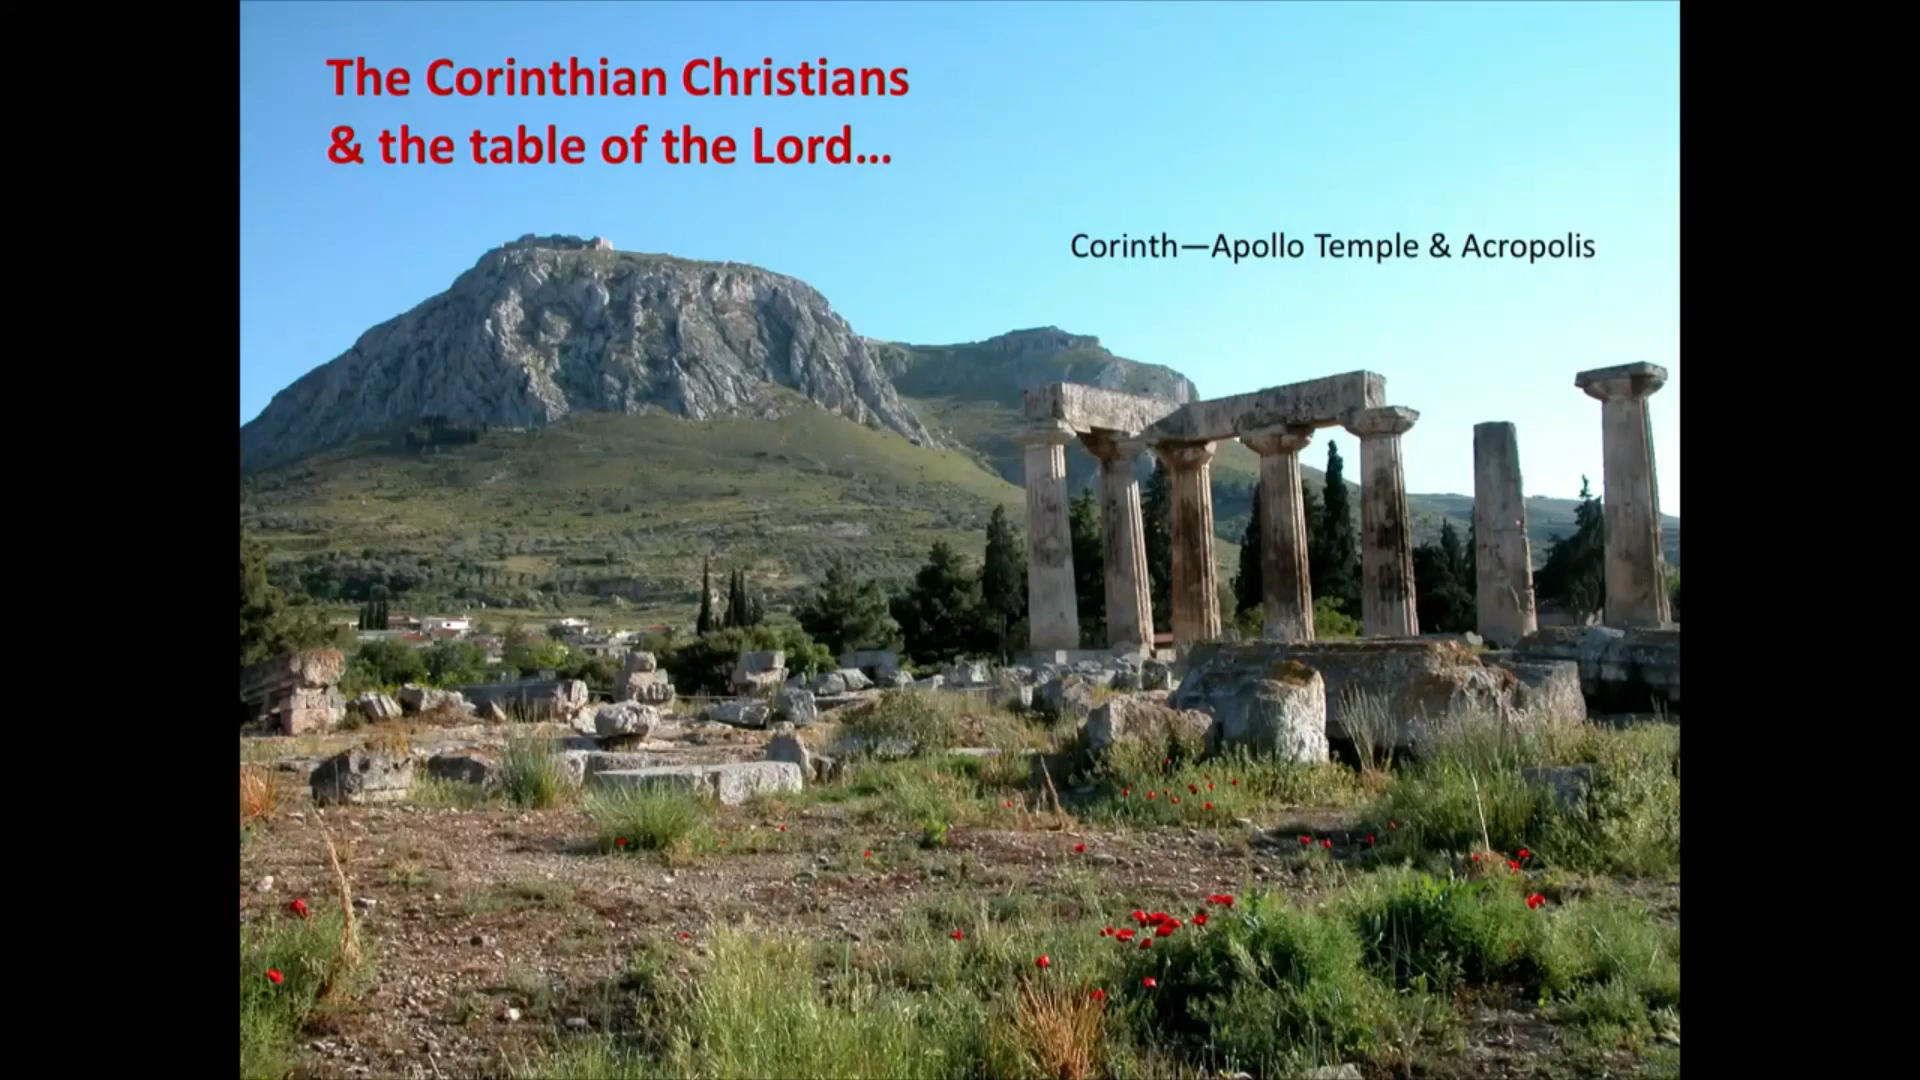 The Corinthian Christians
& the table of the Lord...
Corinth—Apollo Temple & Acropolis